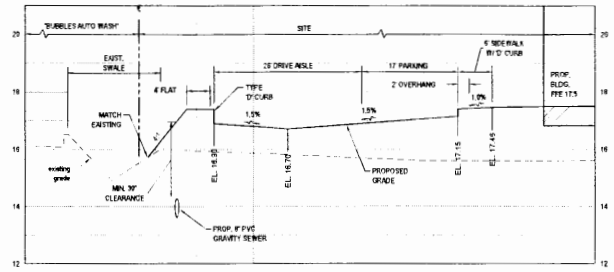 ℄
"BUBBLES AUTO WASH"
SITE
20
20
EXIST.
SWALE
26' DRIVE AISLE
17' PARKING
5' SIDEWALK
W/ 'D' CURB
4' FLAT
TYPE
'D' CURB
2' OVERHANG
PROP.
BLDG.
FFE 17.5
18
18
MATCH
EXISTING
1.5%
1.5%
1.0%
4:1
16
16
existing
grade
EL. 16.90
EL. 16.70
EL. 17.15
EL. 17.45
MIN. 30"
CLEARANCE
PROPOSED
GRADE
14
14
PROP. 8" PVC
GRAVITY SEWER
12
12